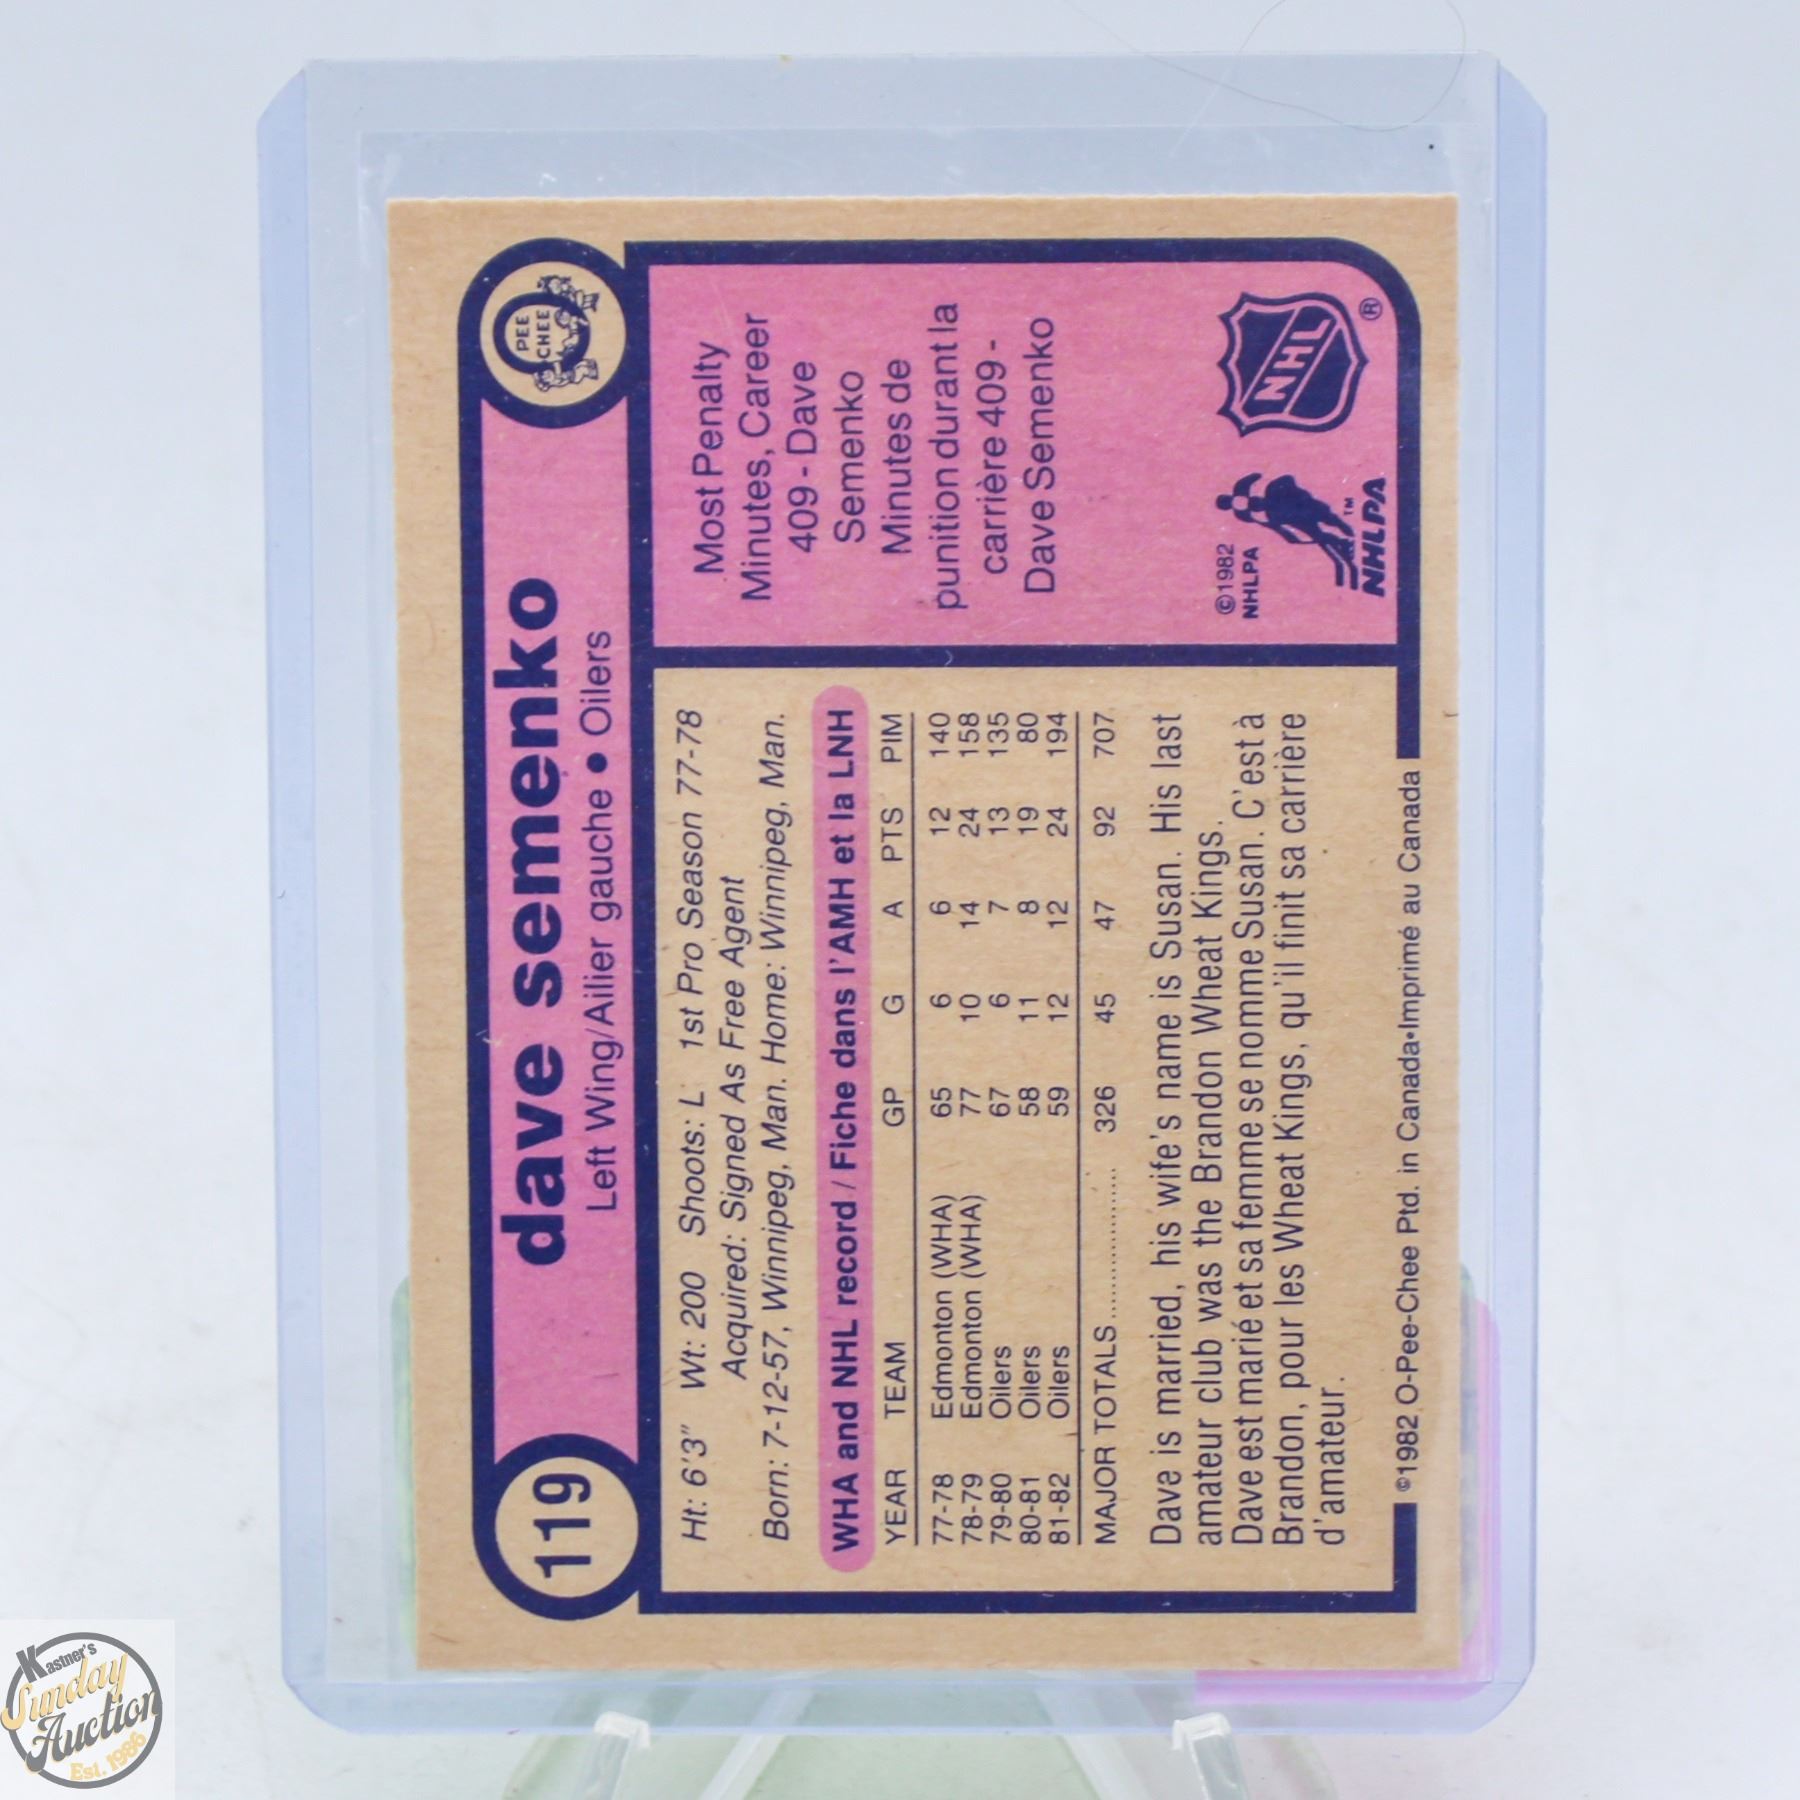 119
dave semenko
Left Wing/Ailier gauche • Oilers
O
PEE
CHEE
Ht: 6'3" Wt: 200 Shoots: L 1st Pro Season 77-78
Acquired: Signed As Free Agent
Born: 7-12-57, Winnipeg, Man. Home: Winnipeg, Man.
WHA and NHL record / Fiche dans l'AMH et la LNH
YEAR TEAM GP G A PTS PIM
77-78 Edmonton (WHA) 65 6 6 12 140
78-79 Edmonton (WHA) 77 10 14 24 158
79-80 Oilers 67 6 7 13 135
80-81 Oilers 58 11 8 19 80
81-82 Oilers 59 12 12 24 194
MAJOR TOTALS.................... 326 45 47 92 707
Dave is married, his wife's name is Susan. His last
amateur club was the Brandon Wheat Kings.
Dave est marié et sa femme se nomme Susan. C'est à
Brandon, pour les Wheat Kings, qu'il finit sa carrière
d'amateur.
©1982 O-Pee-Chee Ptd. in Canada•Imprimé au Canada
Most Penalty
Minutes, Career
409 - Dave
Semenko
Minutes de
punition durant la
carrière 409 -
Dave Semenko
©1982
NHLPA
TM
NHLPA
NHL
®
Kastner's
Sunday
Auction
Est. 1986